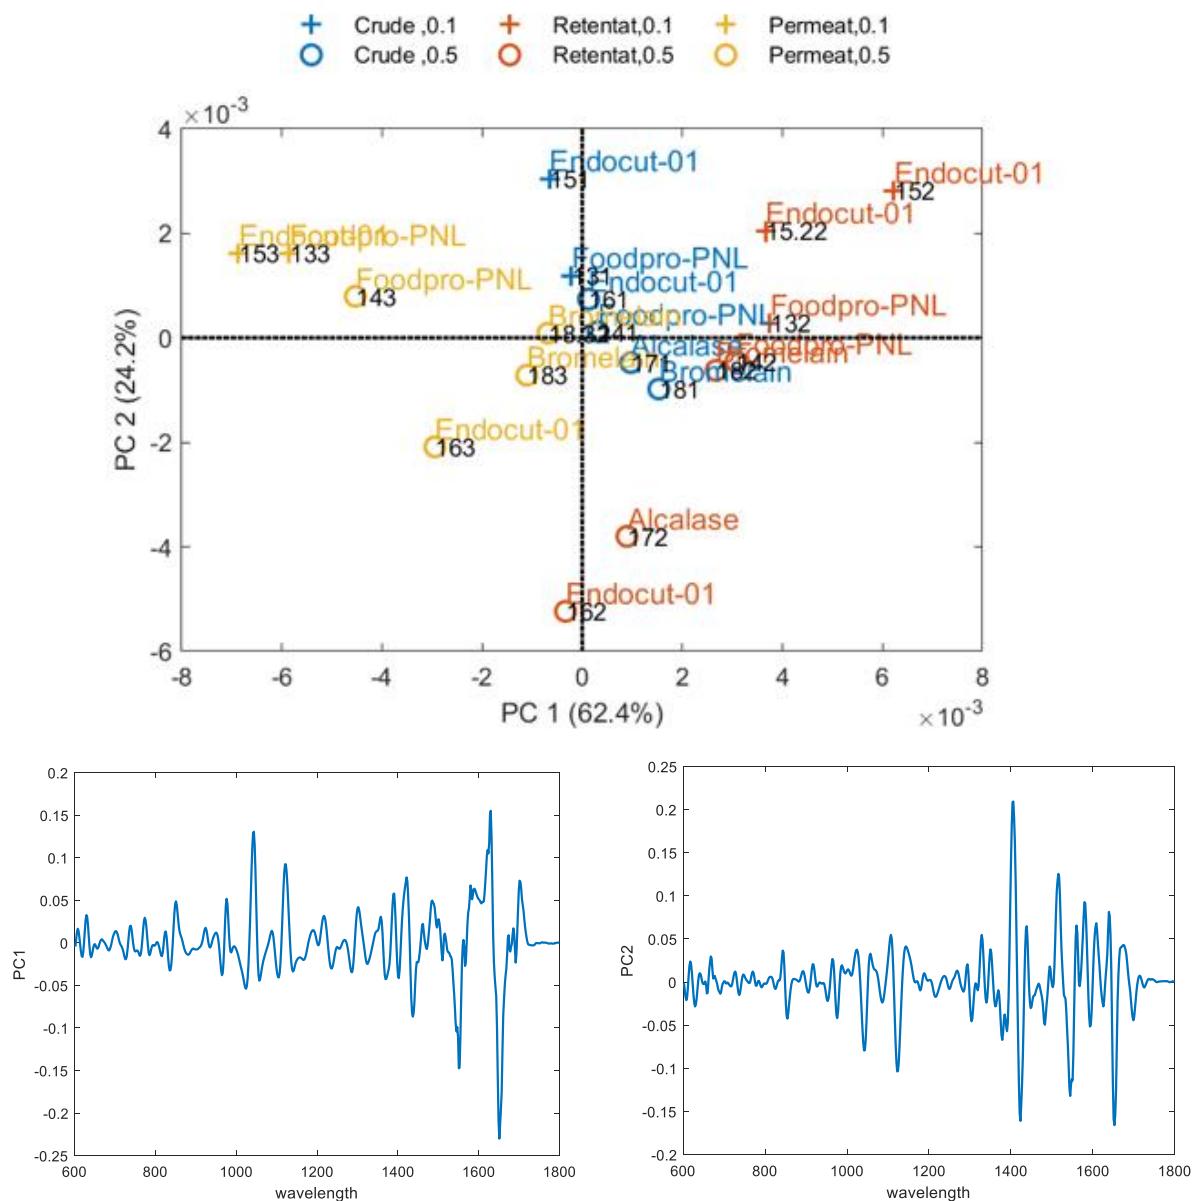 Crude ,0.1 Retentat,0.1 Permeat,0.1
Crude ,0.5 Retentat,0.5 Permeat,0.5
×10⁻³
4
2
0
-2
-4
-6
PC 2 (24.2%)
Endocut-01
151
Endocut-01
152
Endocut-01
15.22
153
Foodpro-PNL
133
Foodpro-PNL
143
Foodpro-PNL
131
Endocut-01
161
Foodpro-PNL
132
Foodpro-PNL
141
Alcalase
171
Foodpro-PNL
142
Bromelain
181
Bromelain
183
Endocut-01
163
Alcalase
172
Endocut-01
162
-8 -6 -4 -2 0 2 4 6 8
PC 1 (62.4%)
×10⁻³
0.2
0.15
0.1
0.05
0
-0.05
-0.1
-0.15
-0.2
-0.25
PC1
600 800 1000 1200 1400 1600 1800
wavelength
0.25
0.2
0.15
0.1
0.05
0
-0.05
-0.1
-0.15
-0.2
PC2
600 800 1000 1200 1400 1600 1800
wavelength